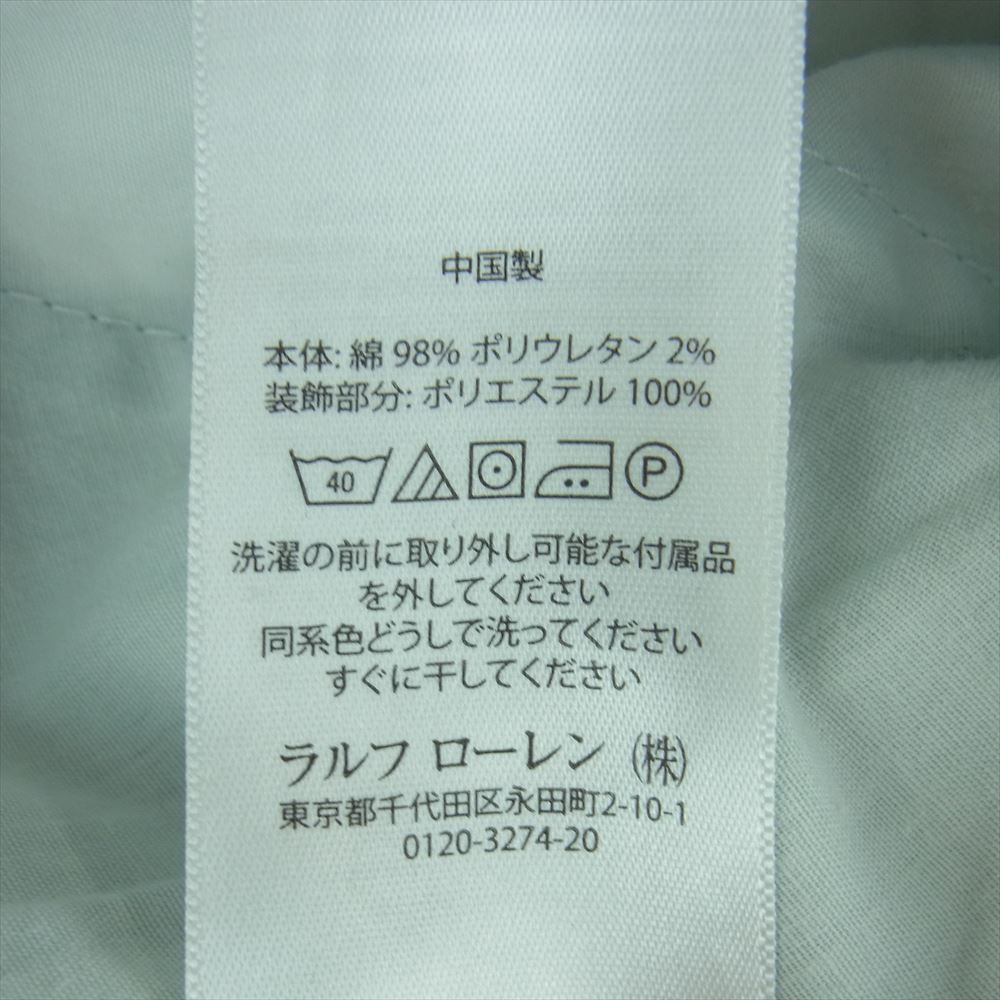 中国製
本体: 綿 98% ポリウレタン 2%
装飾部分: ポリエステル 100%
40 P
洗濯の前に取り外し可能な付属品
を外してください
同系色どうしで洗ってください
すぐに干してください
ラルフ ローレン (株)
東京都千代田区永田町2-10-1
0120-3274-20